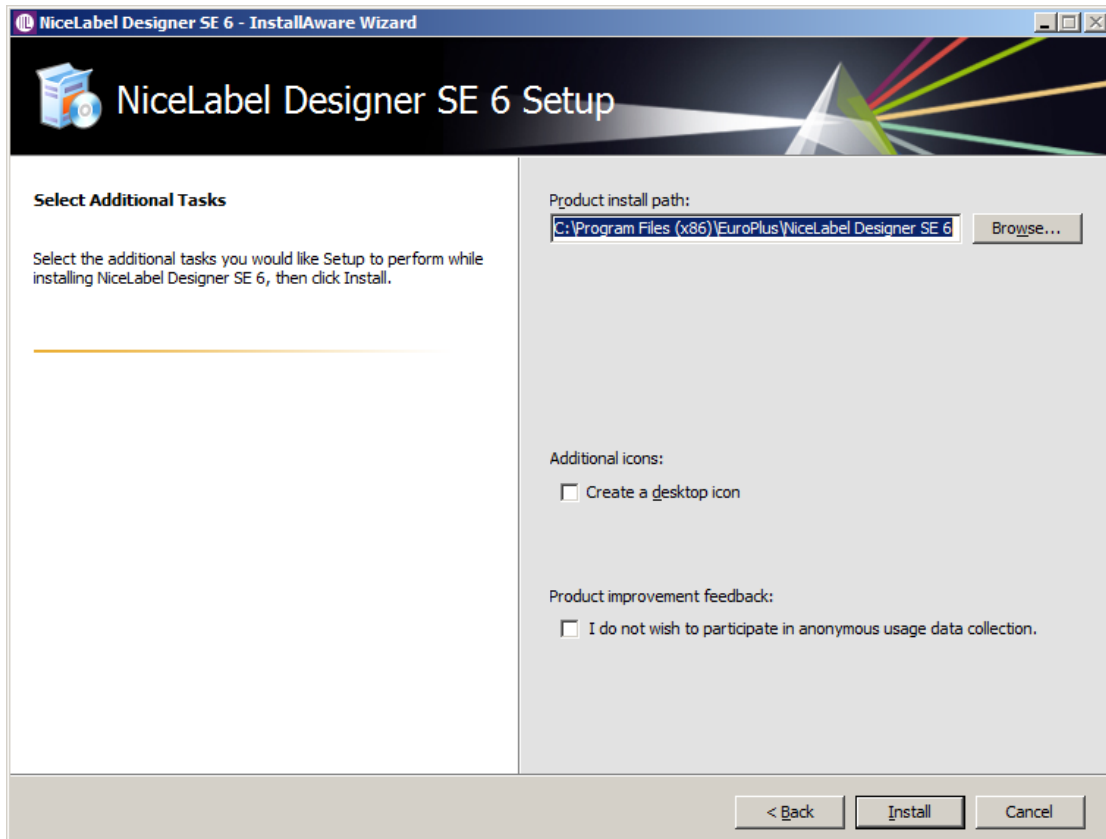 NiceLabel Designer SE 6 - InstallAware Wizard
NiceLabel Designer SE 6 Setup
Select Additional Tasks
Select the additional tasks you would like Setup to perform while
installing NiceLabel Designer SE 6, then click Install.
Product install path:
C:\Program Files (x86)\EuroPlus\NiceLabel Designer SE 6
Browse...
Additional icons:
Create a desktop icon
Product improvement feedback:
I do not wish to participate in anonymous usage data collection.
< Back
Install
Cancel